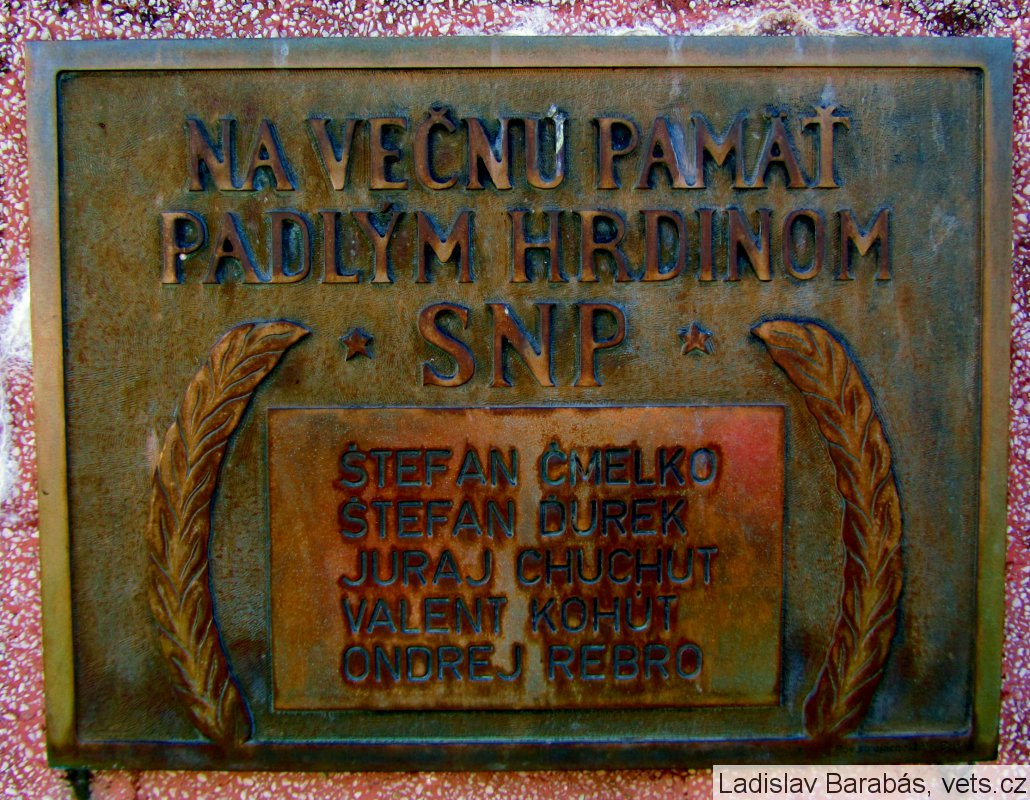 NA VEČNÚ PAMÄŤ
PADLÝM HRDINOM
SNP
ŠTEFAN ČMELKO
ŠTEFAN ĎUREK
JURAJ CHUCHUT
VALENT KOHÚT
ONDREJ REBRO
Ladislav Barabás, vets.cz